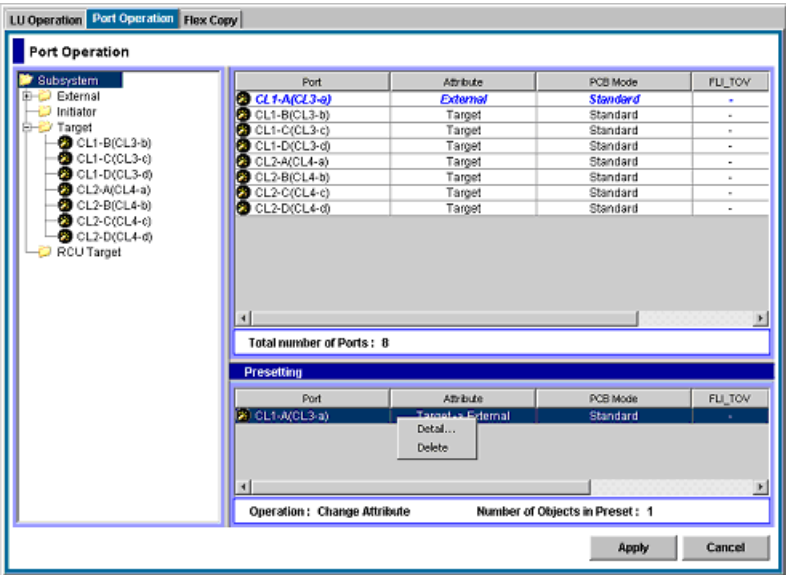 LU Operation Port Operation Flex Copy
Port Operation
Subsystem
External
Initiator
Target
CL1-B(CL3-b)
CL1-C(CL3-c)
CL1-D(CL3-d)
CL2-A(CL4-a)
CL2-B(CL4-b)
CL2-C(CL4-c)
CL2-D(CL4-d)
RCU Target
Port Attribute PCB Mode FLI_TOV
CL1-A(CL3-a) External Standard -
CL1-B(CL3-b) Target Standard -
CL1-C(CL3-c) Target Standard -
CL1-D(CL3-d) Target Standard -
CL2-A(CL4-a) Target Standard -
CL2-B(CL4-b) Target Standard -
CL2-C(CL4-c) Target Standard -
CL2-D(CL4-d) Target Standard -
Total number of Ports : 8
Presetting
Port Attribute PCB Mode FLI_TOV
CL1-A(CL3-a) Target-> External Standard -
Detail...
Delete
Operation : Change Attribute Number of Objects in Preset : 1
Apply Cancel